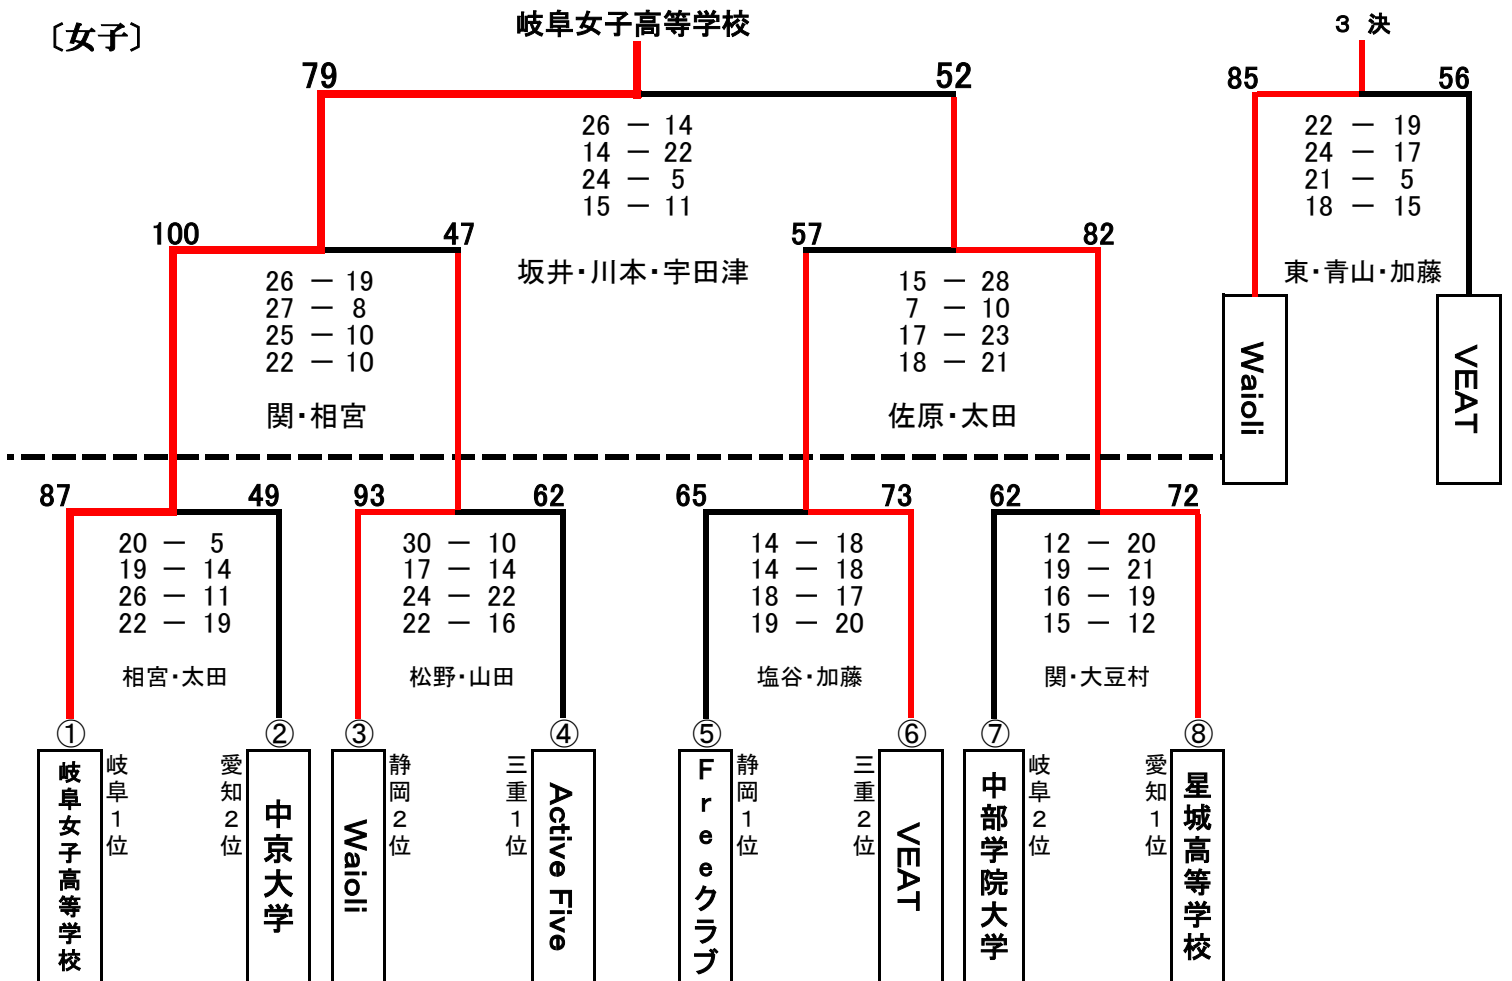 〔女子〕
岐阜女子高等学校
３ 決
79
52
85
56
26 － 14
14 － 22
24 － 5
15 － 11
22 － 19
24 － 17
21 － 5
18 － 15
坂井・川本・宇田津
東・青山・加藤
Waioli
VEAT
100
47
57
82
26 － 19
27 － 8
25 － 10
22 － 10
関・相宮
15 － 28
7 － 10
17 － 23
18 － 21
佐原・太田
87
49
93
62
65
73
62
72
20 － 5
19 － 14
26 － 11
22 － 19
相宮・太田
30 － 10
17 － 14
24 － 22
22 － 16
松野・山田
14 － 18
14 － 18
18 － 17
19 － 20
塩谷・加藤
12 － 20
19 － 21
16 － 19
15 － 12
関・大豆村
①
岐阜女子高等学校
岐阜１位
②
愛知２位
中京大学
③
Waioli
静岡２位
④
三重１位
Active Five
⑤
Ｆｒｅｅクラブ
静岡１位
⑥
三重２位
VEAT
⑦
中部学院大学
岐阜２位
⑧
愛知１位
星城高等学校